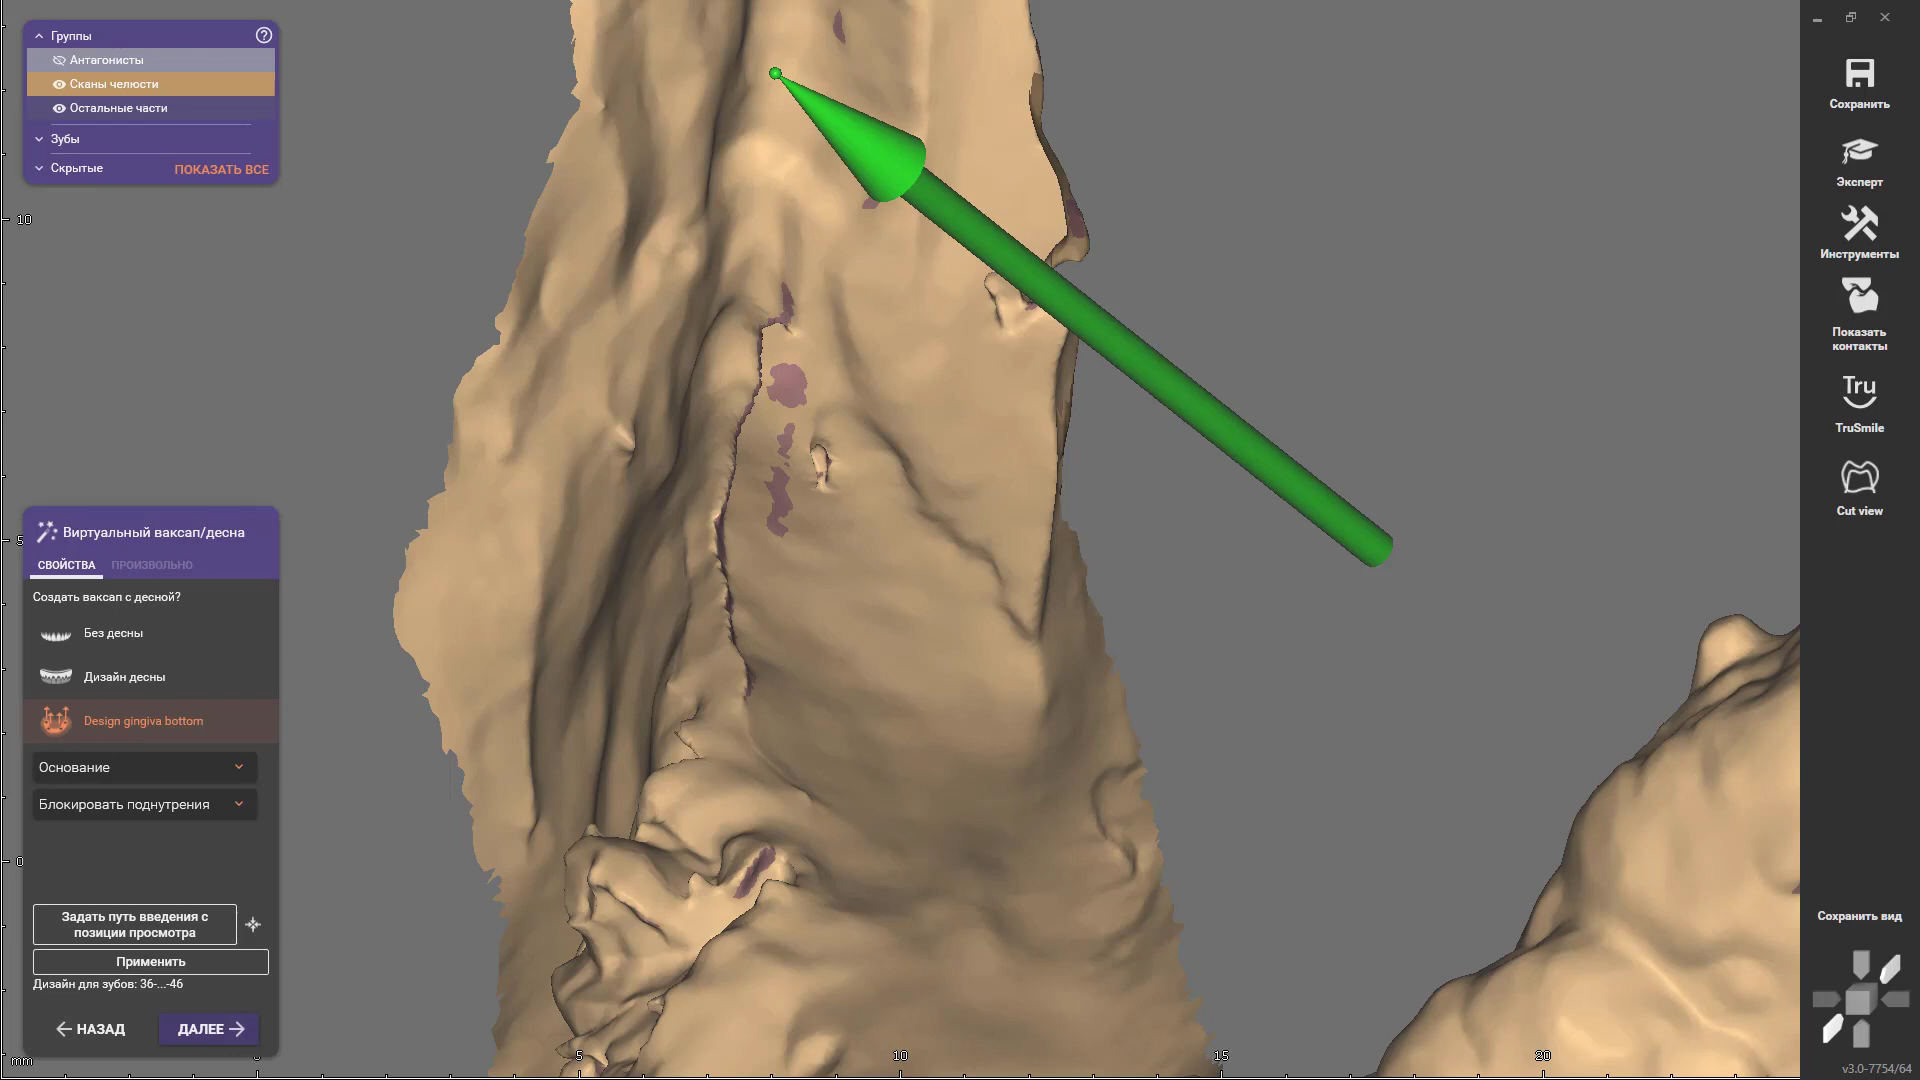 Группы
Антагонисты
Сканы челюсти
Остальные части
Зубы
Скрытые ПОКАЗАТЬ ВСЕ
10
5
0
mm
5
10
15
20
Виртуальный ваксап/десна
СВОЙСТВА ПРОИЗВОЛЬНО
Создать ваксап с десной?
Без десны
Дизайн десны
Design gingiva bottom
Основание
Блокировать поднутрения
Задать путь введения с
позиции просмотра
Применить
Дизайн для зубов: 36-...-46
НАЗАД
ДАЛЕЕ
Сохранить
Эксперт
Инструменты
Показать
контакты
Tru
TruSmile
Cut view
Сохранить вид
v3.0-7754/64